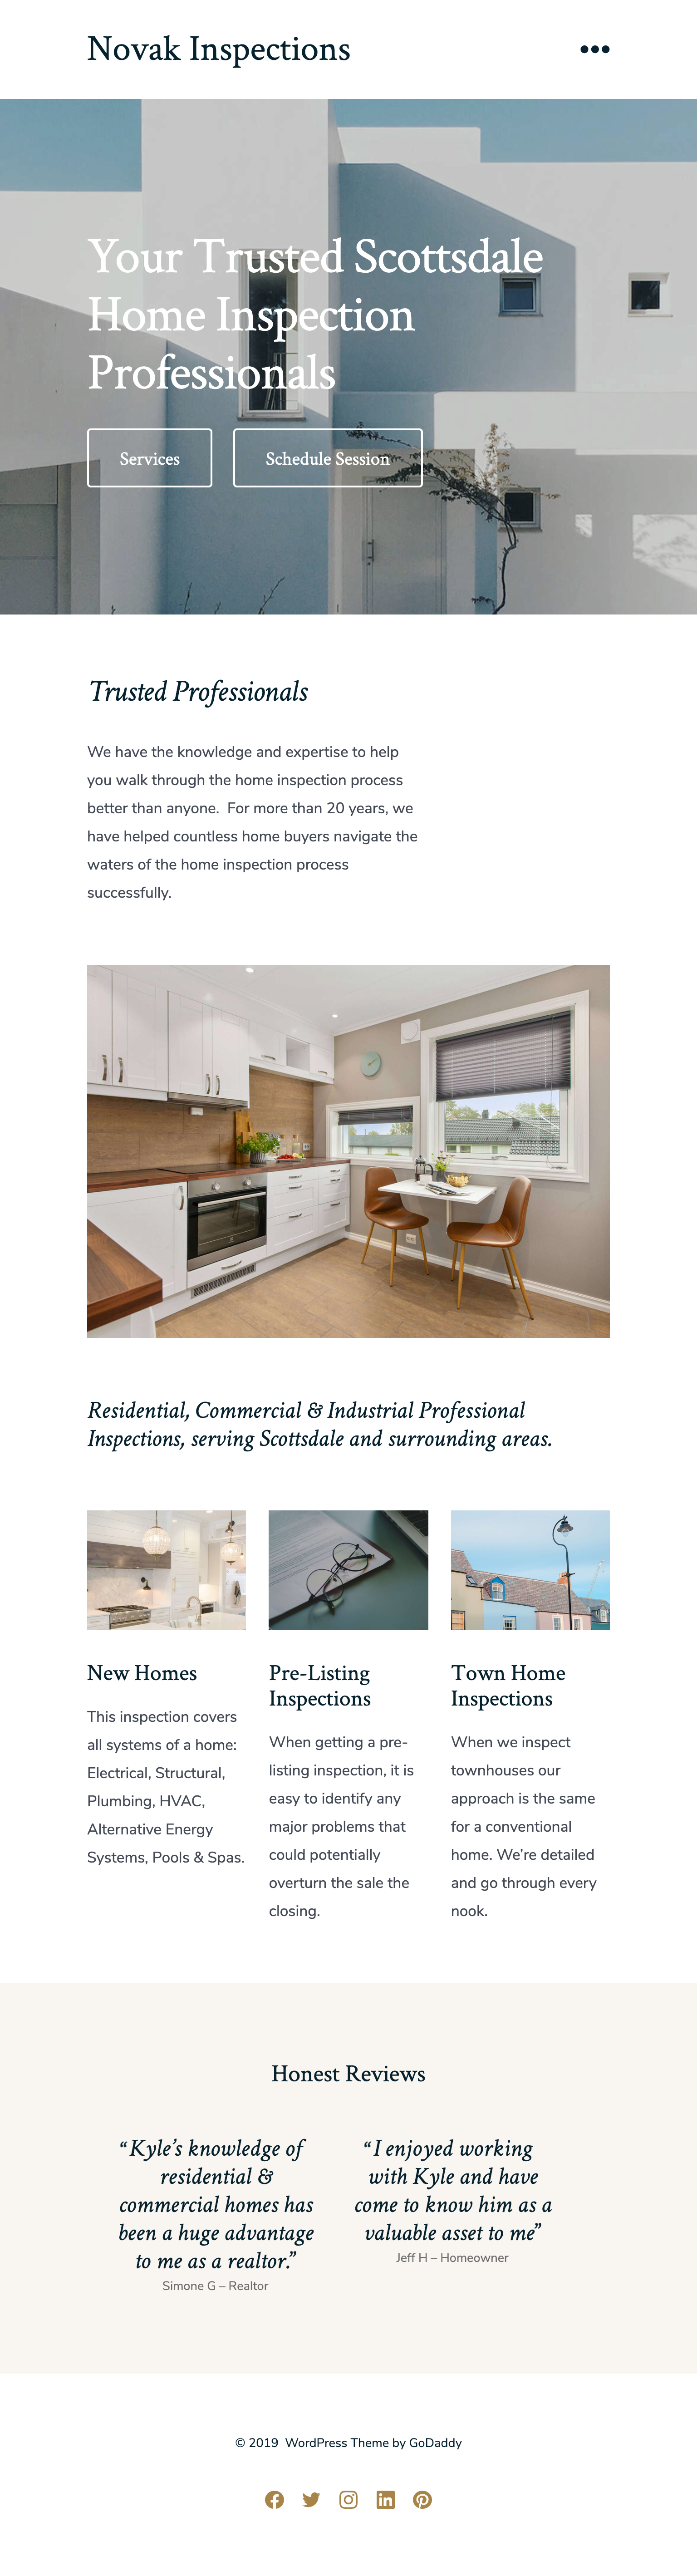 Novak Inspections
Your Trusted Scottsdale
Home Inspection
Professionals
Services
Schedule Session
Trusted Professionals
We have the knowledge and expertise to help
you walk through the home inspection process
better than anyone.  For more than 20 years, we
have helped countless home buyers navigate the
waters of the home inspection process
successfully.
Residential, Commercial & Industrial Professional
Inspections, serving Scottsdale and surrounding areas.
New Homes
This inspection covers
all systems of a home:
Electrical, Structural,
Plumbing, HVAC,
Alternative Energy
Systems, Pools & Spas.
Pre-Listing
Inspections
When getting a pre-
listing inspection, it is
easy to identify any
major problems that
could potentially
overturn the sale the
closing.
Town Home
Inspections
When we inspect
townhouses our
approach is the same
for a conventional
home. We’re detailed
and go through every
nook.
Honest Reviews
“Kyle’s knowledge of
residential &
commercial homes has
been a huge advantage
to me as a realtor.”
Simone G – Realtor
“I enjoyed working
with Kyle and have
come to know him as a
valuable asset to me”
Jeff H – Homeowner
© 2019  WordPress Theme by GoDaddy